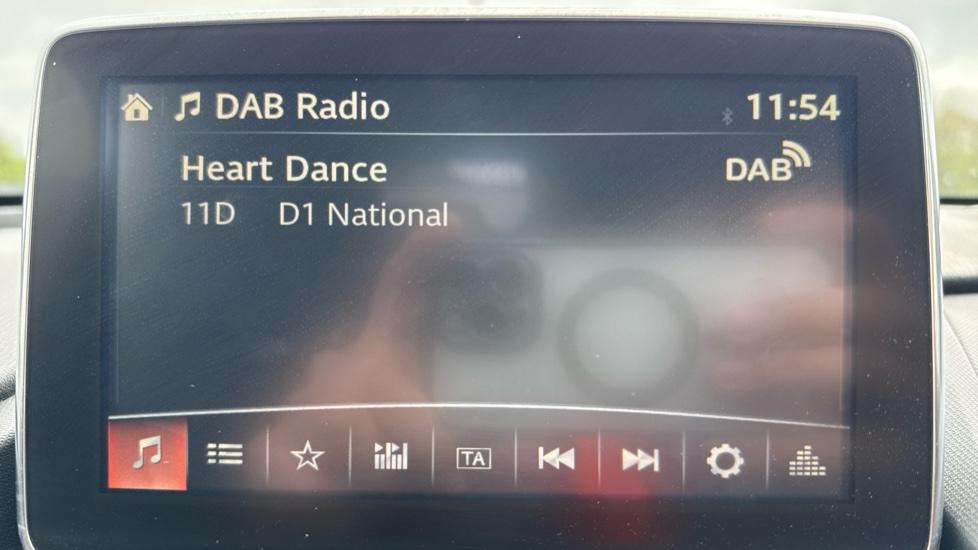 DAB Radio 11:54
Heart Dance DAB
11D D1 National
TA